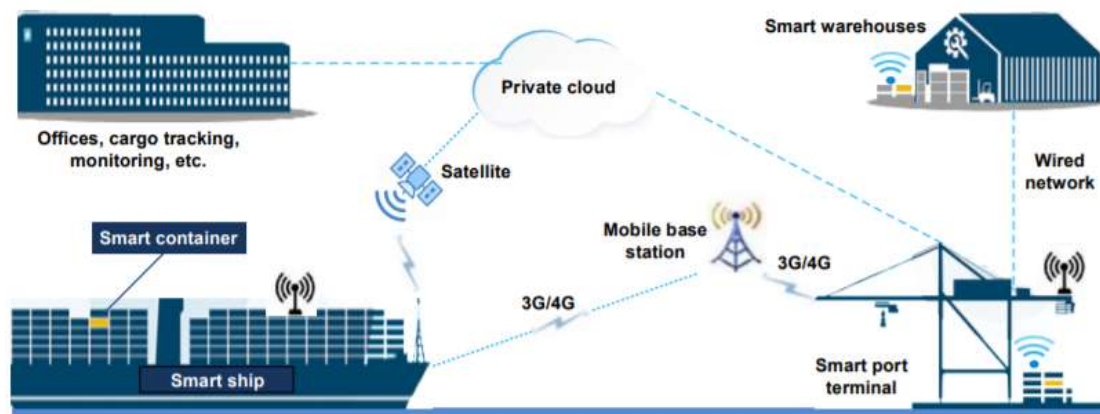 Smart warehouses
Private cloud
Offices, cargo tracking,
monitoring, etc.
Satellite
Wired
network
Smart container
Mobile base
station
3G/4G
3G/4G
Smart port
terminal
Smart ship